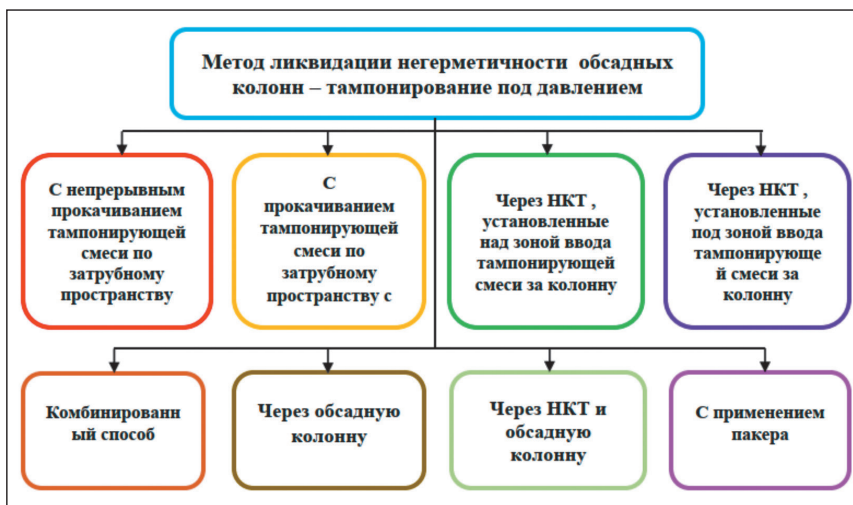 Метод ликвидации негерметичности обсадных
колонн – тампонирование под давлением
С непрерывным
прокачиванием
тампонирующей
смеси по
затрубному
пространству
С
прокачиванием
тампонирующей
смеси по
затрубному
пространству с
Через НКТ ,
установленные
над зоной ввода
тампонирующей
смеси за колонну
Через НКТ ,
установленные
под зоной ввода
тампонирующе
й смеси за
колонну
Комбинированн
ый способ
Через обсадную
колонну
Через НКТ и
обсадную
колонну
С применением
пакера